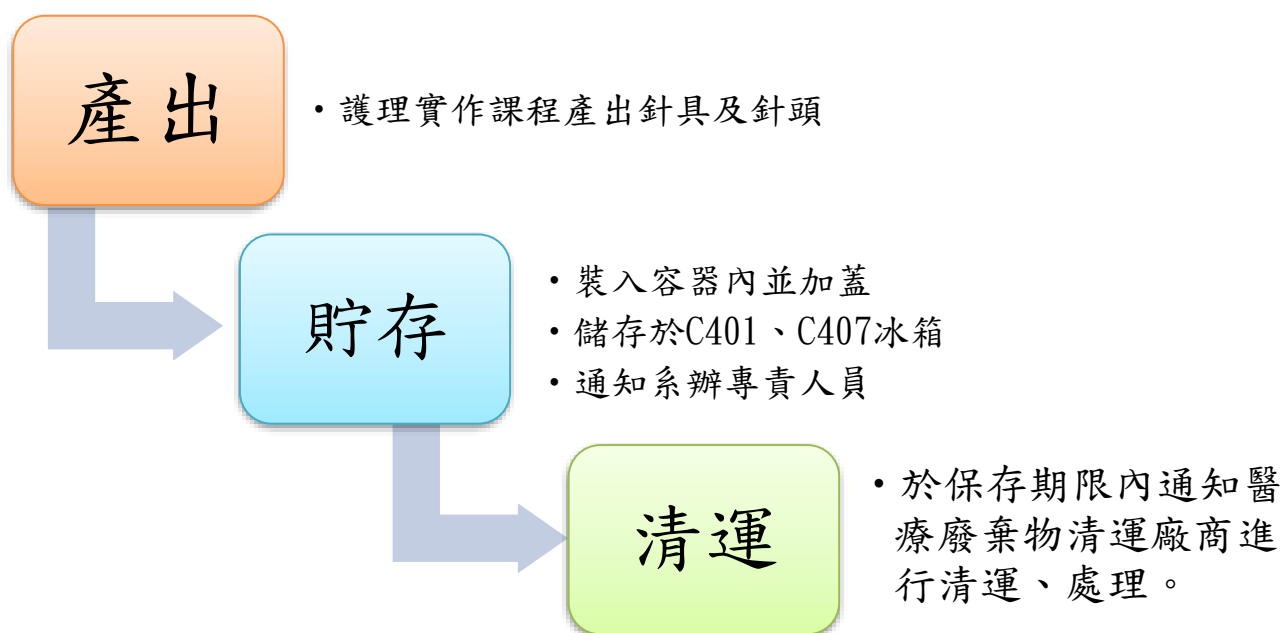 產出
•護理實作課程產出針具及針頭
貯存
•裝入容器內並加蓋
•儲存於C401、C407冰箱
•通知系辦專責人員
清運
•於保存期限內通知醫
療廢棄物清運廠商進
行清運、處理。